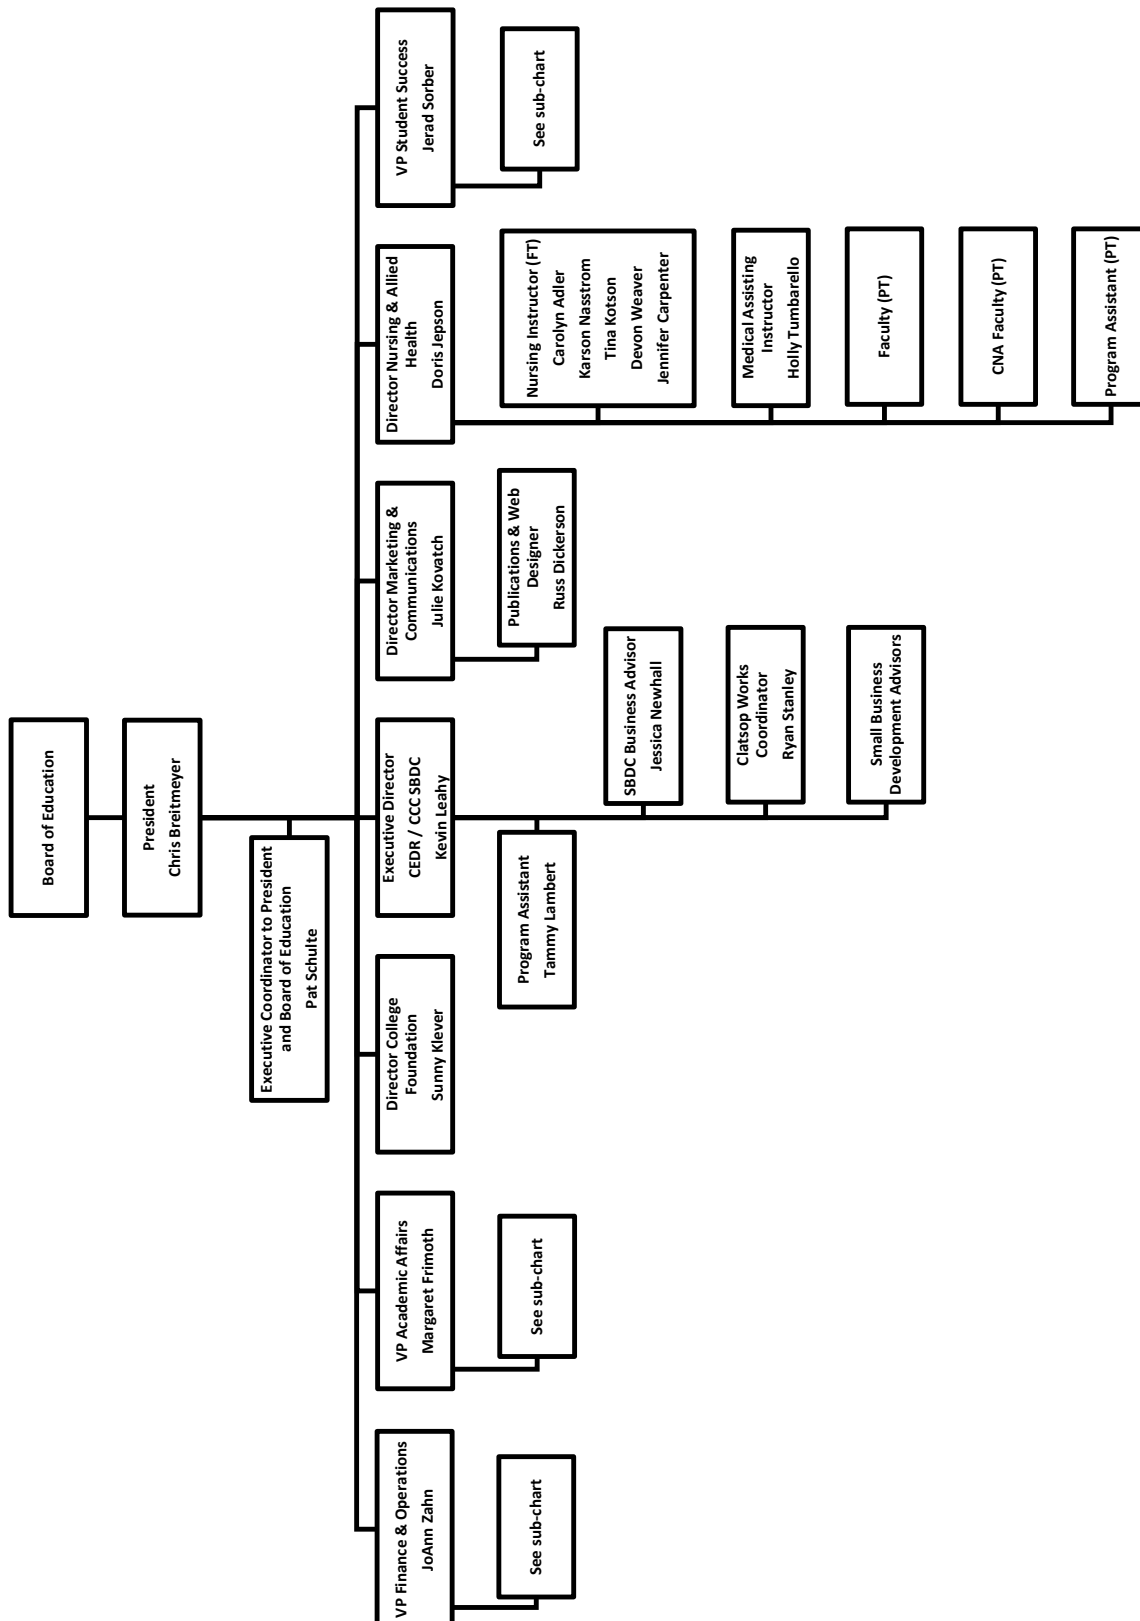 Board of Education
President
Chris Breitmeyer
Executive Coordinator to President
and Board of Education
Pat Schulte
VP Finance & Operations
JoAnn Zahn
See sub-chart
VP Academic Affairs
Margaret Frimoth
See sub-chart
Director College
Foundation
Sunny Klever
Executive Director
CEDR / CCC SBDC
Kevin Leahy
Program Assistant
Tammy Lambert
SBDC Business Advisor
Jessica Newhall
Clatsop Works
Coordinator
Ryan Stanley
Small Business
Development Advisors
Director Marketing &
Communications
Julie Kovatch
Publications & Web
Designer
Russ Dickerson
Director Nursing & Allied
Health
Doris Jepson
Nursing Instructor (FT)
Carolyn Adler
Karson Nasstrom
Tina Kotson
Devon Weaver
Jennifer Carpenter
Medical Assisting
Instructor
Holly Tumbarello
Faculty (PT)
CNA Faculty (PT)
Program Assistant (PT)
VP Student Success
Jerad Sorber
See sub-chart